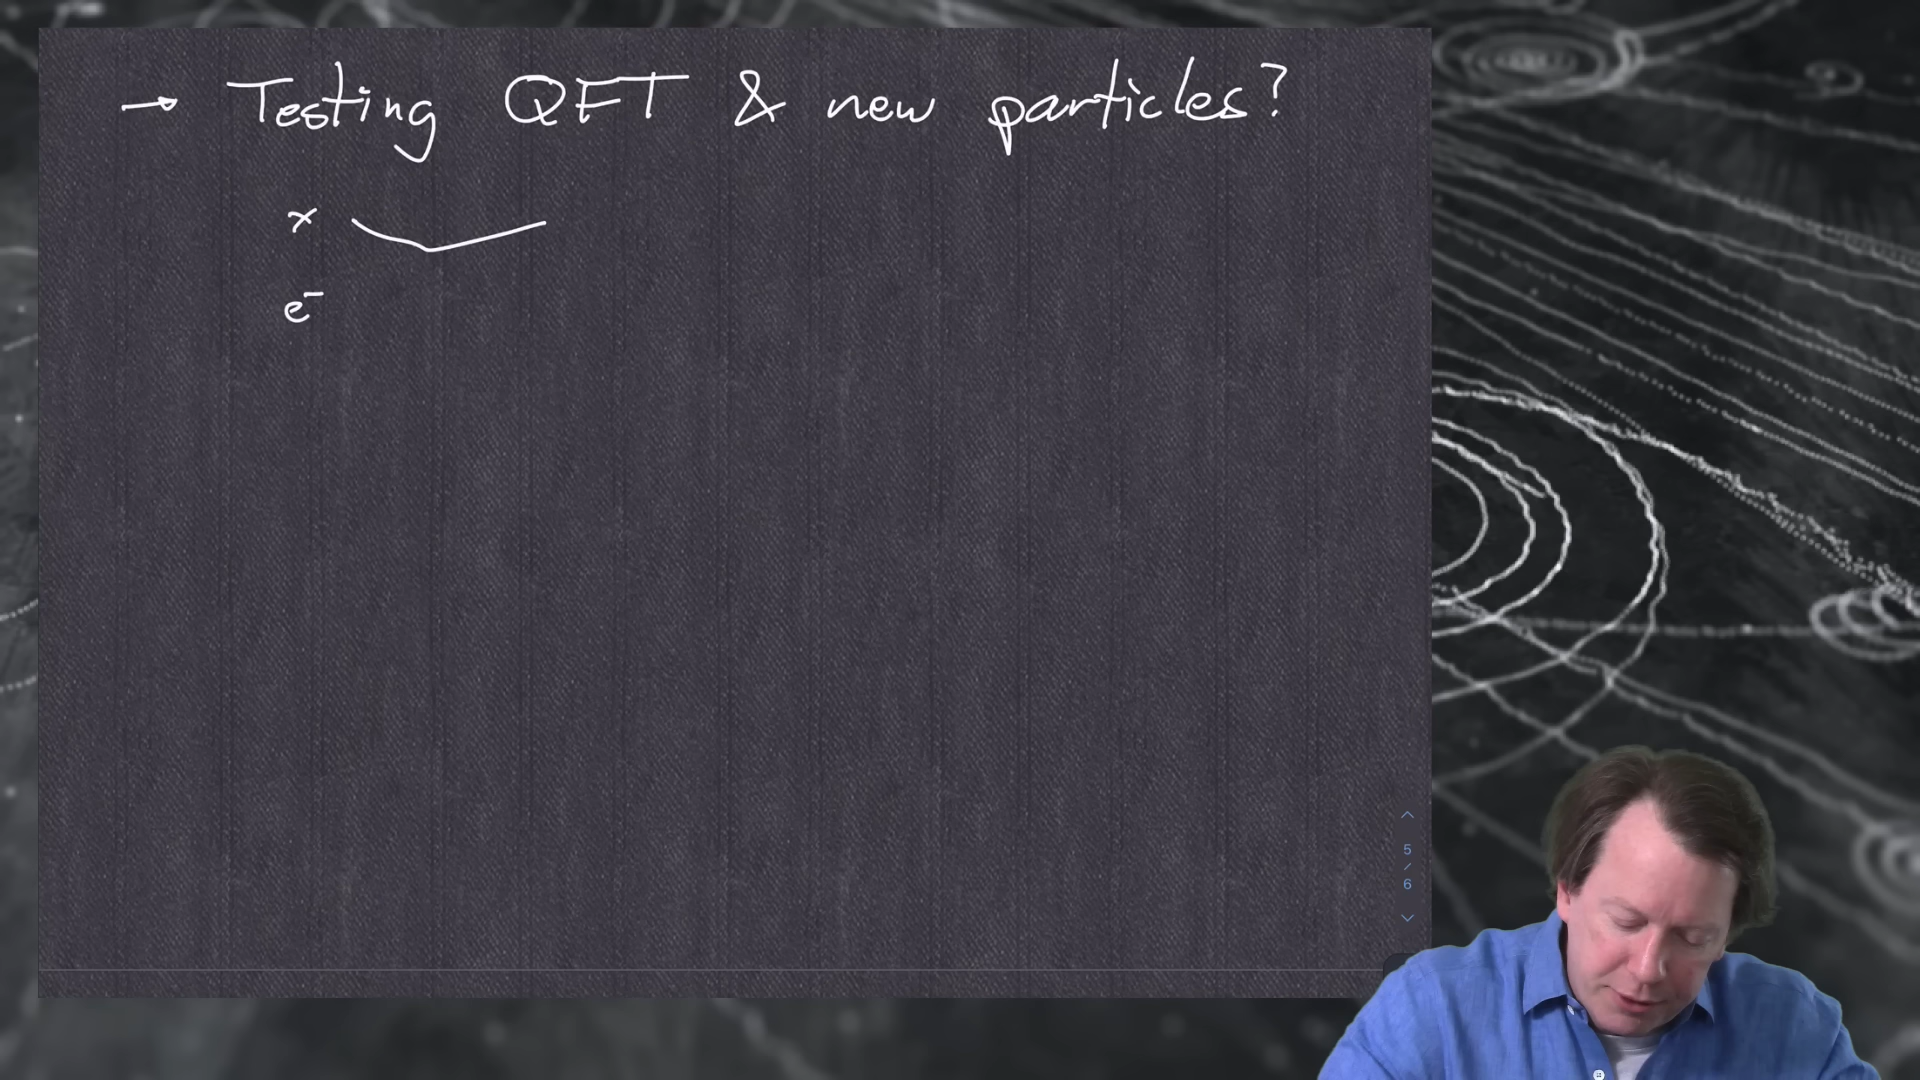 → Testing QFT & new particles?
x
e⁻
5
/
6